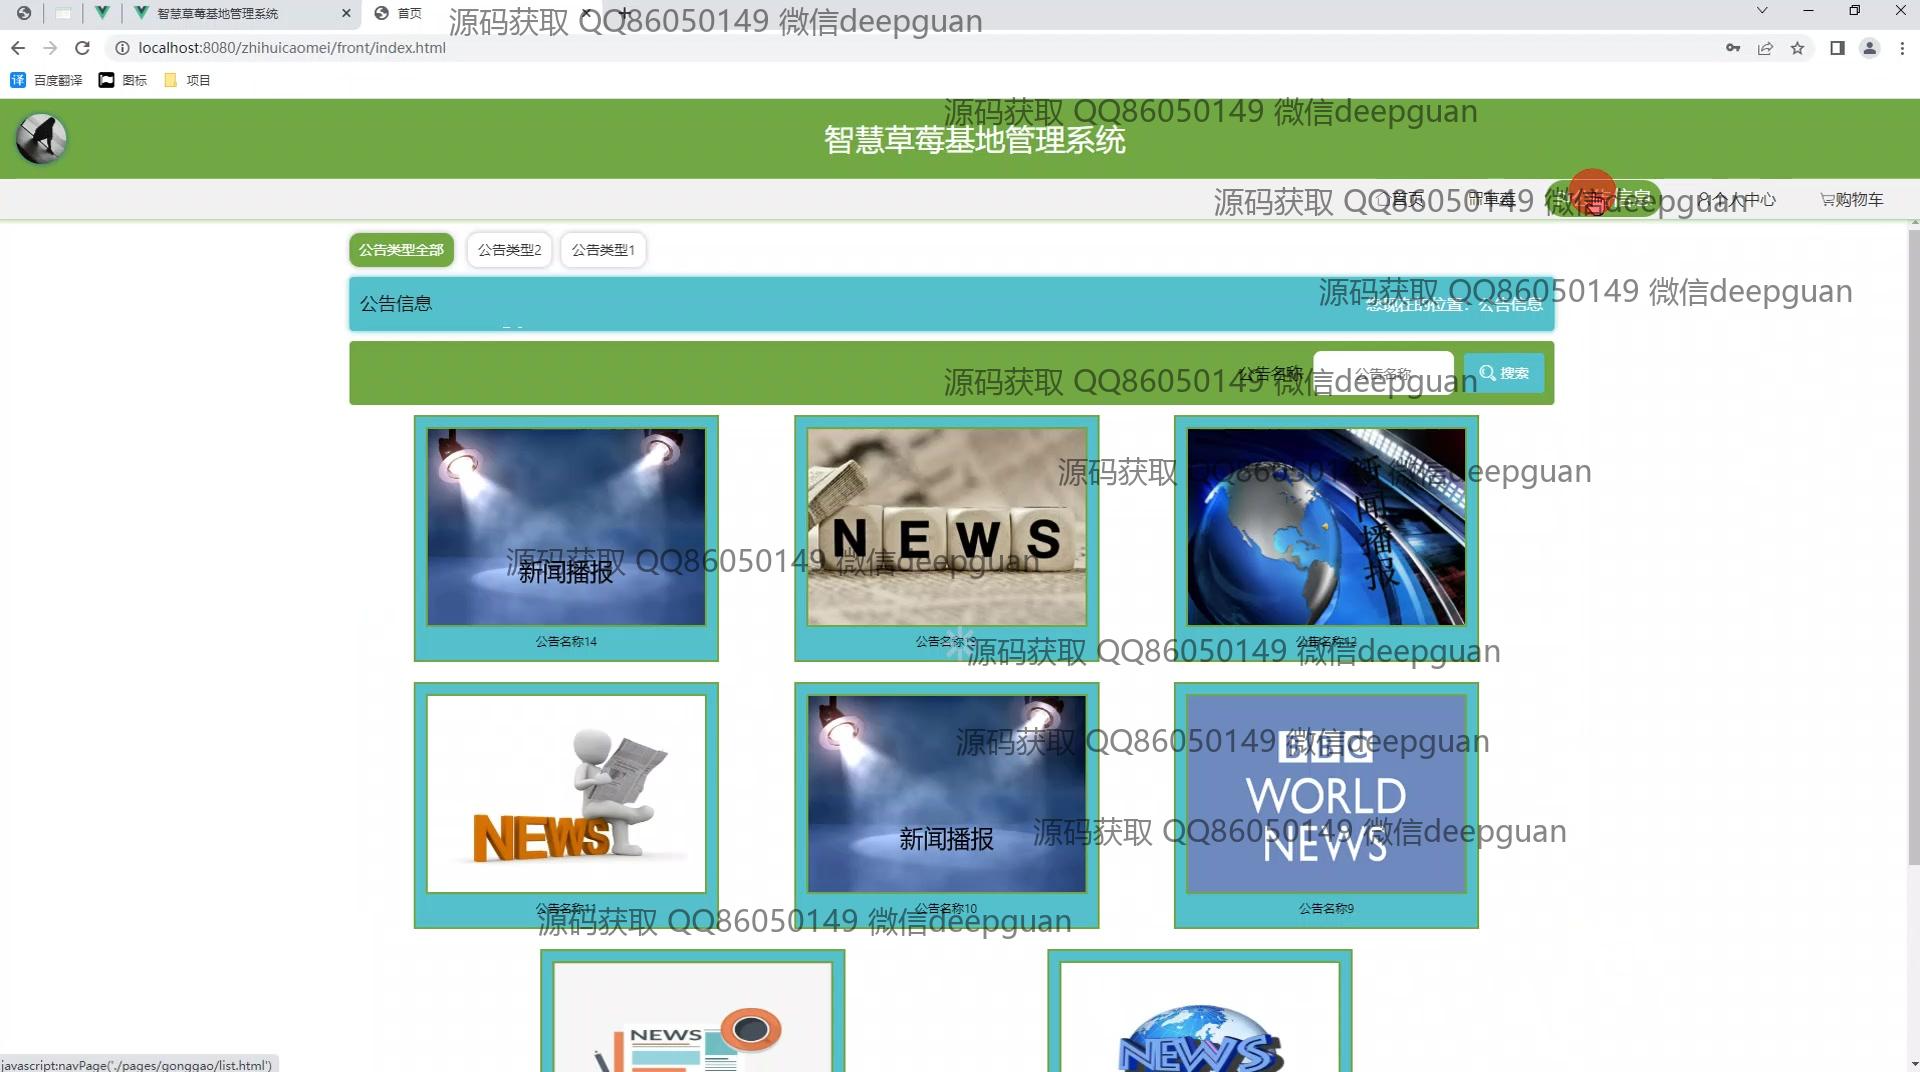 智慧草莓基地管理系统
首页
源码获取 QQ86050149 微信deepguan
localhost:8080/zhihuicaomei/front/index.html
百度翻译
图标
项目
源码获取 QQ86050149 微信deepguan
智慧草莓基地管理系统
源码获取 QQ86050149 微信deepguan
首页
草莓
信息
个人中心
购物车
公告类型全部
公告类型2
公告类型1
源码获取 QQ86050149 微信deepguan
公告信息
您现在的位置：公告信息
公告名称
公告名称
搜索
源码获取 QQ86050149 微信deepguan
源码获取 QQ86050149 微信deepguan
新闻播报
NEWS
新闻播报
源码获取 QQ86050149 微信deepguan
公告名称14
公告名称13
公告名称12
源码获取 QQ86050149 微信deepguan
NEWS
新闻播报
BBC
WORLD
NEWS
源码获取 QQ86050149 微信deepguan
源码获取 QQ86050149 微信deepguan
公告名称11
公告名称10
公告名称9
源码获取 QQ86050149 微信deepguan
NEWS
NEWS
javascript:navPage('./pages/gonggao/list.html')